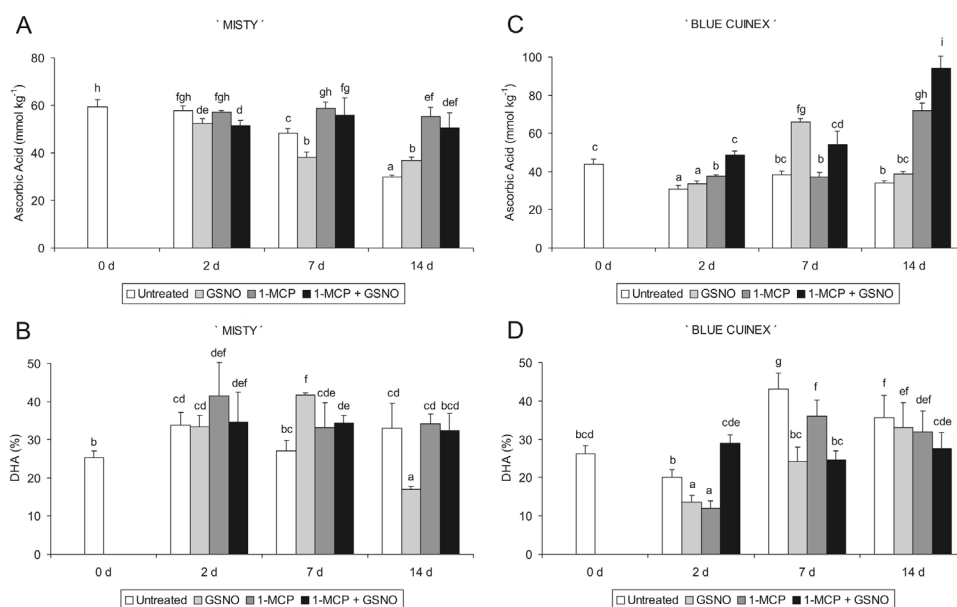 A
` MISTY ´
Ascorbic Acid (mmol kg⁻¹)
80
60
40
20
0
h
fgh
de
fgh
d
c
b
gh
fg
a
b
ef
def
0 d
2 d
7 d
14 d
Untreated GSNO 1-MCP 1-MCP + GSNO
C
` BLUE CUINEX ´
Ascorbic Acid (mmol kg⁻¹)
100
80
60
40
20
0
c
a
a
b
c
bc
fg
b
cd
b
bc
gh
i
0 d
2 d
7 d
14 d
Untreated GSNO 1-MCP 1-MCP + GSNO
B
` MISTY ´
DHA (%)
50
40
30
20
10
0
b
cd
cd
def
def
bc
f
cde
de
cd
a
cd
bcd
0 d
2 d
7 d
14 d
Untreated GSNO 1-MCP 1-MCP + GSNO
D
` BLUE CUINEX ´
DHA (%)
50
40
30
20
10
0
bcd
b
a
a
cde
g
bc
f
bc
f
ef
def
cde
0 d
2 d
7 d
14 d
Untreated GSNO 1-MCP 1-MCP + GSNO